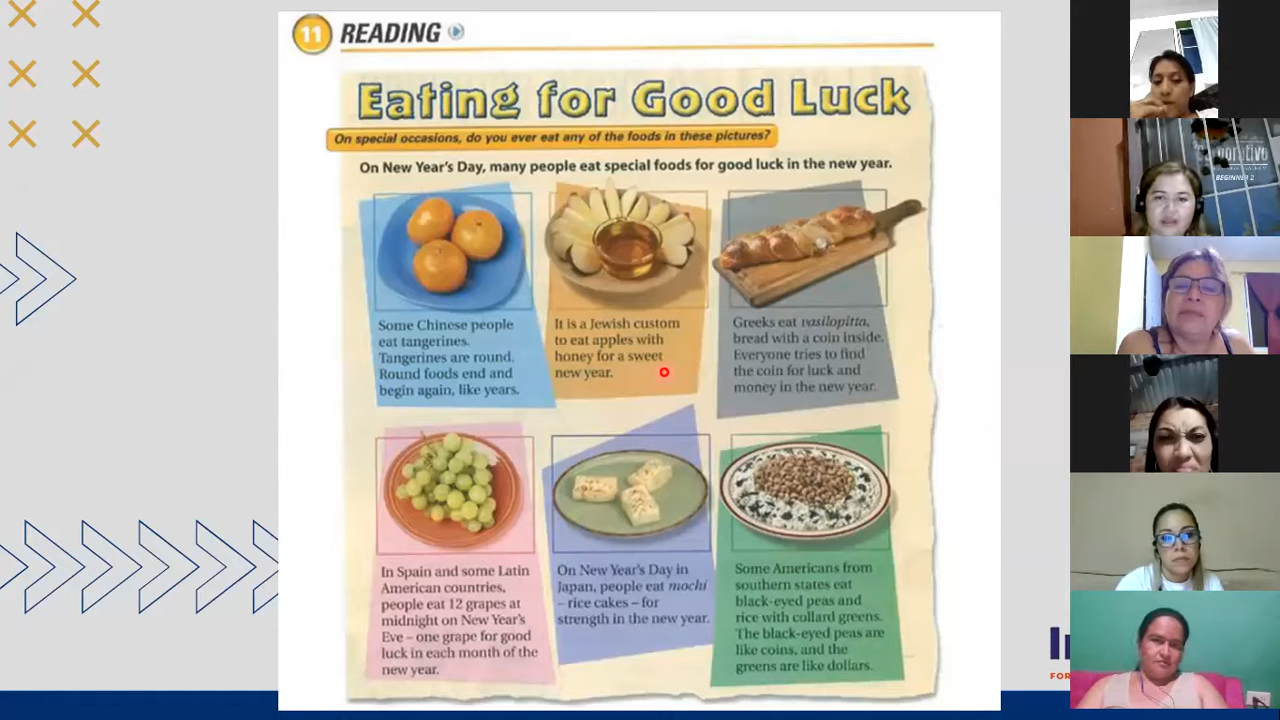 11 READING
Eating for Good Luck
On special occasions, do you ever eat any of the foods in these pictures?
On New Year's Day, many people eat special foods for good luck in the new year.
Some Chinese people
eat tangerines.
Tangerines are round.
Round foods end and
begin again, like years.
It is a Jewish custom
to eat apples with
honey for a sweet
new year.
Greeks eat vasilopitta,
bread with a coin inside.
Everyone tries to find
the coin for luck and
money in the new year.
In Spain and some Latin
American countries,
people eat 12 grapes at
midnight on New Year's
Eve – one grape for good
luck in each month of the
new year.
On New Year's Day in
Japan, people eat mochi
– rice cakes – for
strength in the new year.
Some Americans from
southern states eat
black-eyed peas and
rice with collard greens.
The black-eyed peas are
like coins, and the
greens are like dollars.
BEGINNER 2